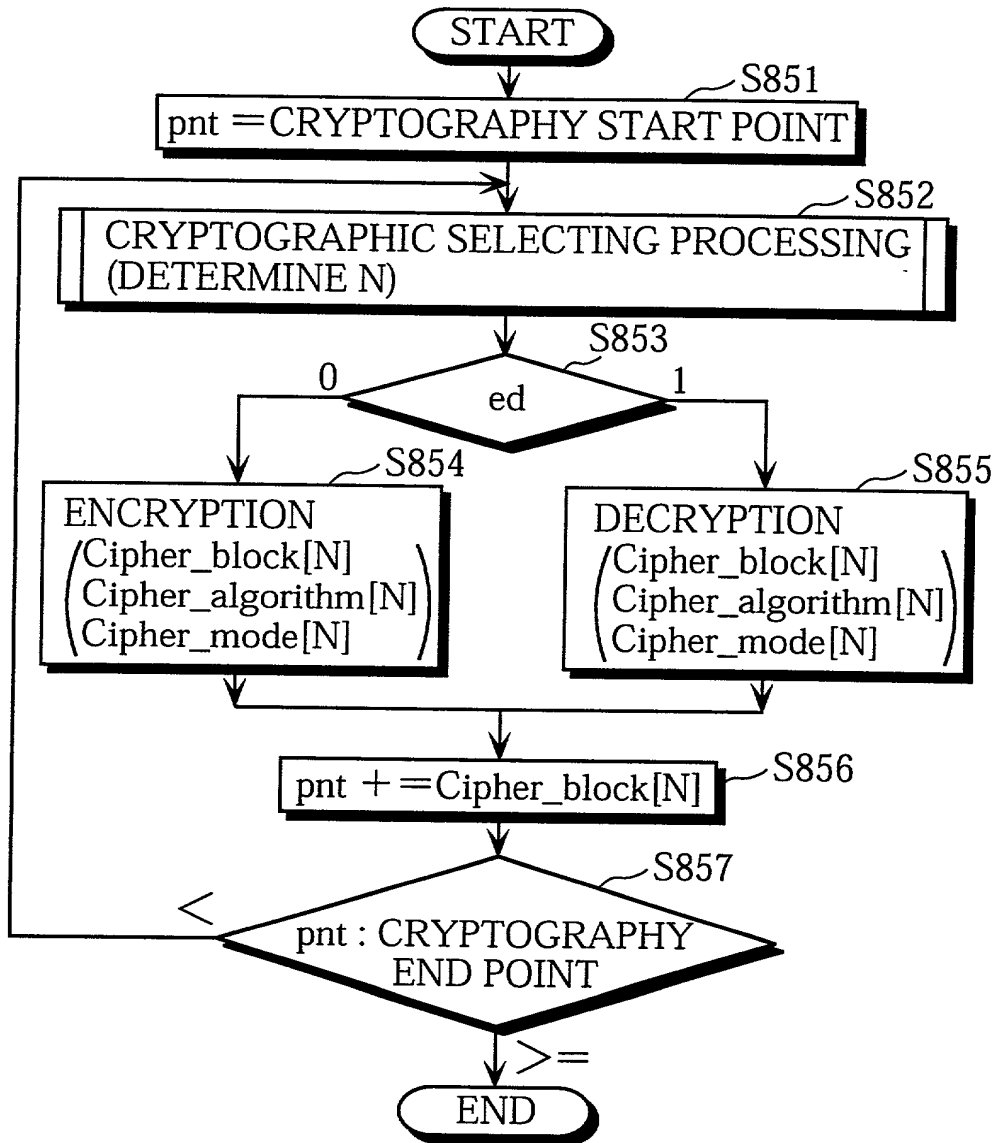 START
S851
pnt =CRYPTOGRAPHY START POINT
S852
CRYPTOGRAPHIC SELECTING PROCESSING
(DETERMINE N)
S853
0
ed
1
S854
ENCRYPTION
(Cipher_block[N]
Cipher_algorithm[N]
Cipher_mode[N])
S855
DECRYPTION
(Cipher_block[N]
Cipher_algorithm[N]
Cipher_mode[N])
S856
pnt +=Cipher_block[N]
S857
<
pnt : CRYPTOGRAPHY
END POINT
>=
END